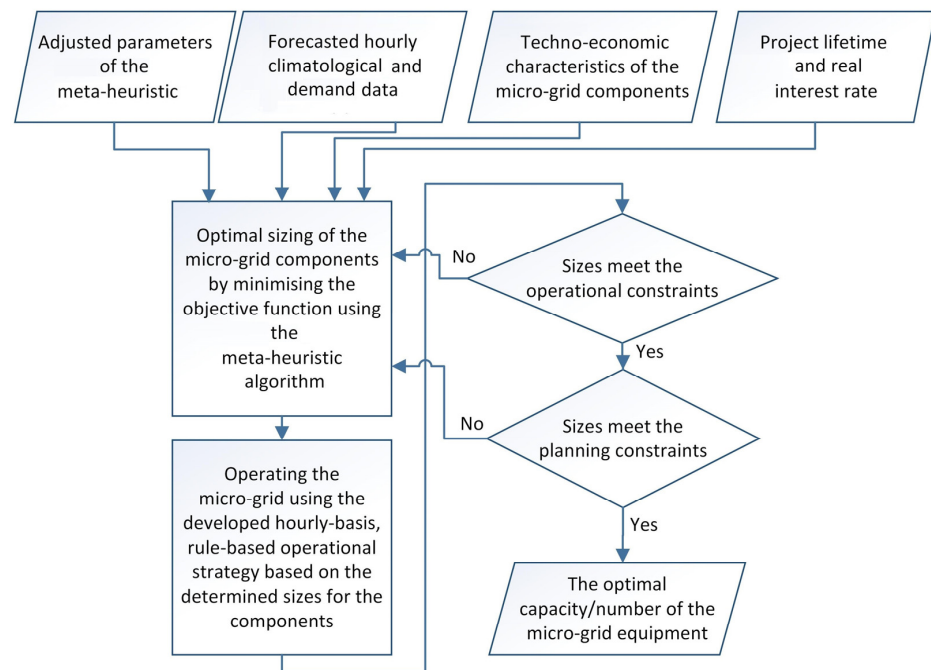 Adjusted parameters
of the
meta-heuristic
Forecasted hourly
climatological and
demand data
Techno-economic
characteristics of the
micro-grid components
Project lifetime
and real
interest rate
Optimal sizing of the
micro-grid components
by minimising the
objective function using
the
meta-heuristic
algorithm
No
Sizes meet the
operational constraints
Yes
No
Sizes meet the
planning constraints
Operating the
micro-grid using the
developed hourly-basis,
rule-based operational
strategy based on the
determined sizes for the
components
Yes
The optimal
capacity/number of the
micro-grid equipment